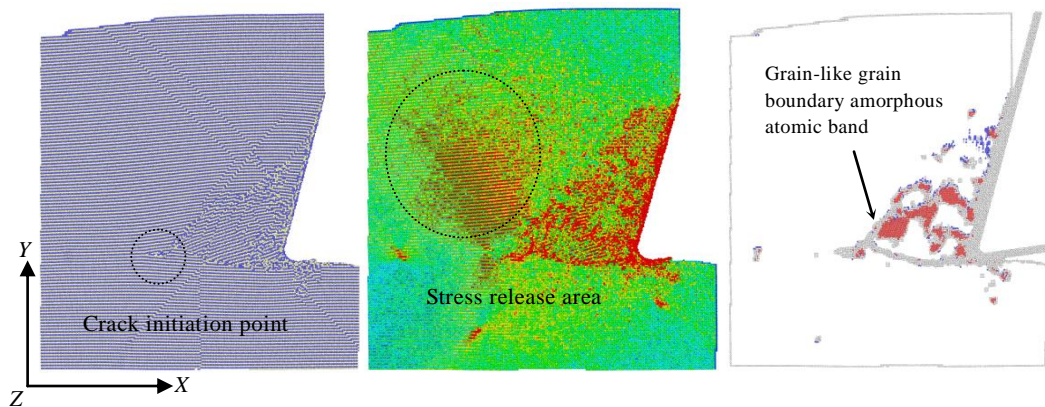 Grain-like grain
boundary amorphous
atomic band
Y
Stress release area
Crack initiation point
X
Z